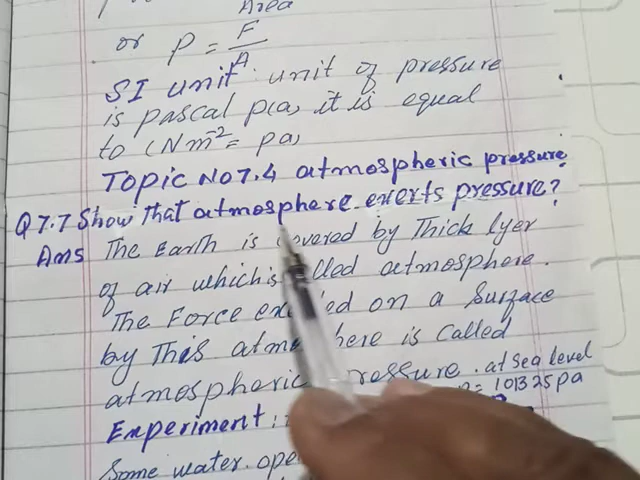 Area
or P = F/A
SI unit. unit of pressure
is pascal p(a, it is equal
to (Nm⁻² = pa,
Topic No 7.4 atmospheric pressure
Q 7.7 Show that atmosphere exerts pressure?
Ans The Earth is covered by Thick lyer
of air which is called atmosphere.
The Force on a Surface
by This is called
atmospheric pressure. at sea level
= 101325 pa
Experiment:
Some water.